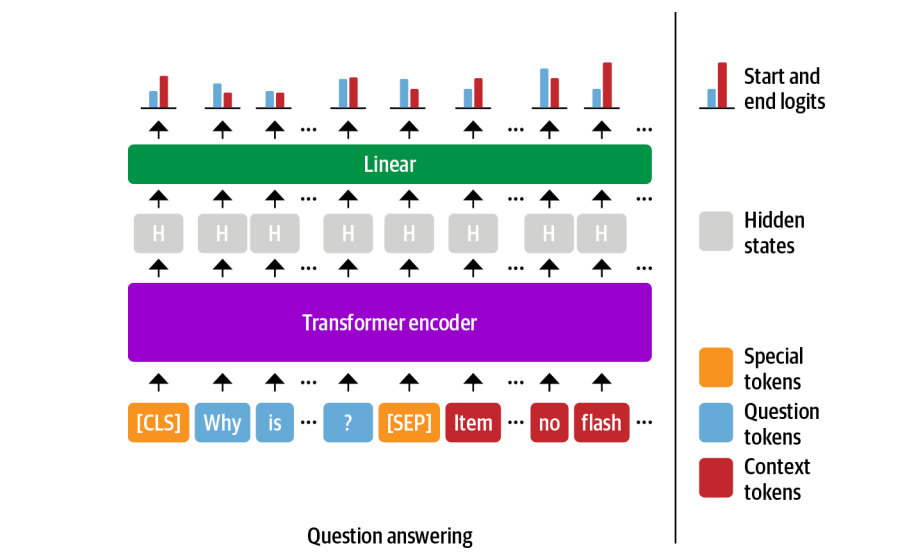 Start and
end logits
... ... ...
Linear
... ... ...
H H H H H H H H
Hidden
states
... ... ...
Transformer encoder
Special
tokens
... ... ...
[CLS] Why is ... ? [SEP] Item ... no flash ...
Question
tokens
Context
tokens
Question answering